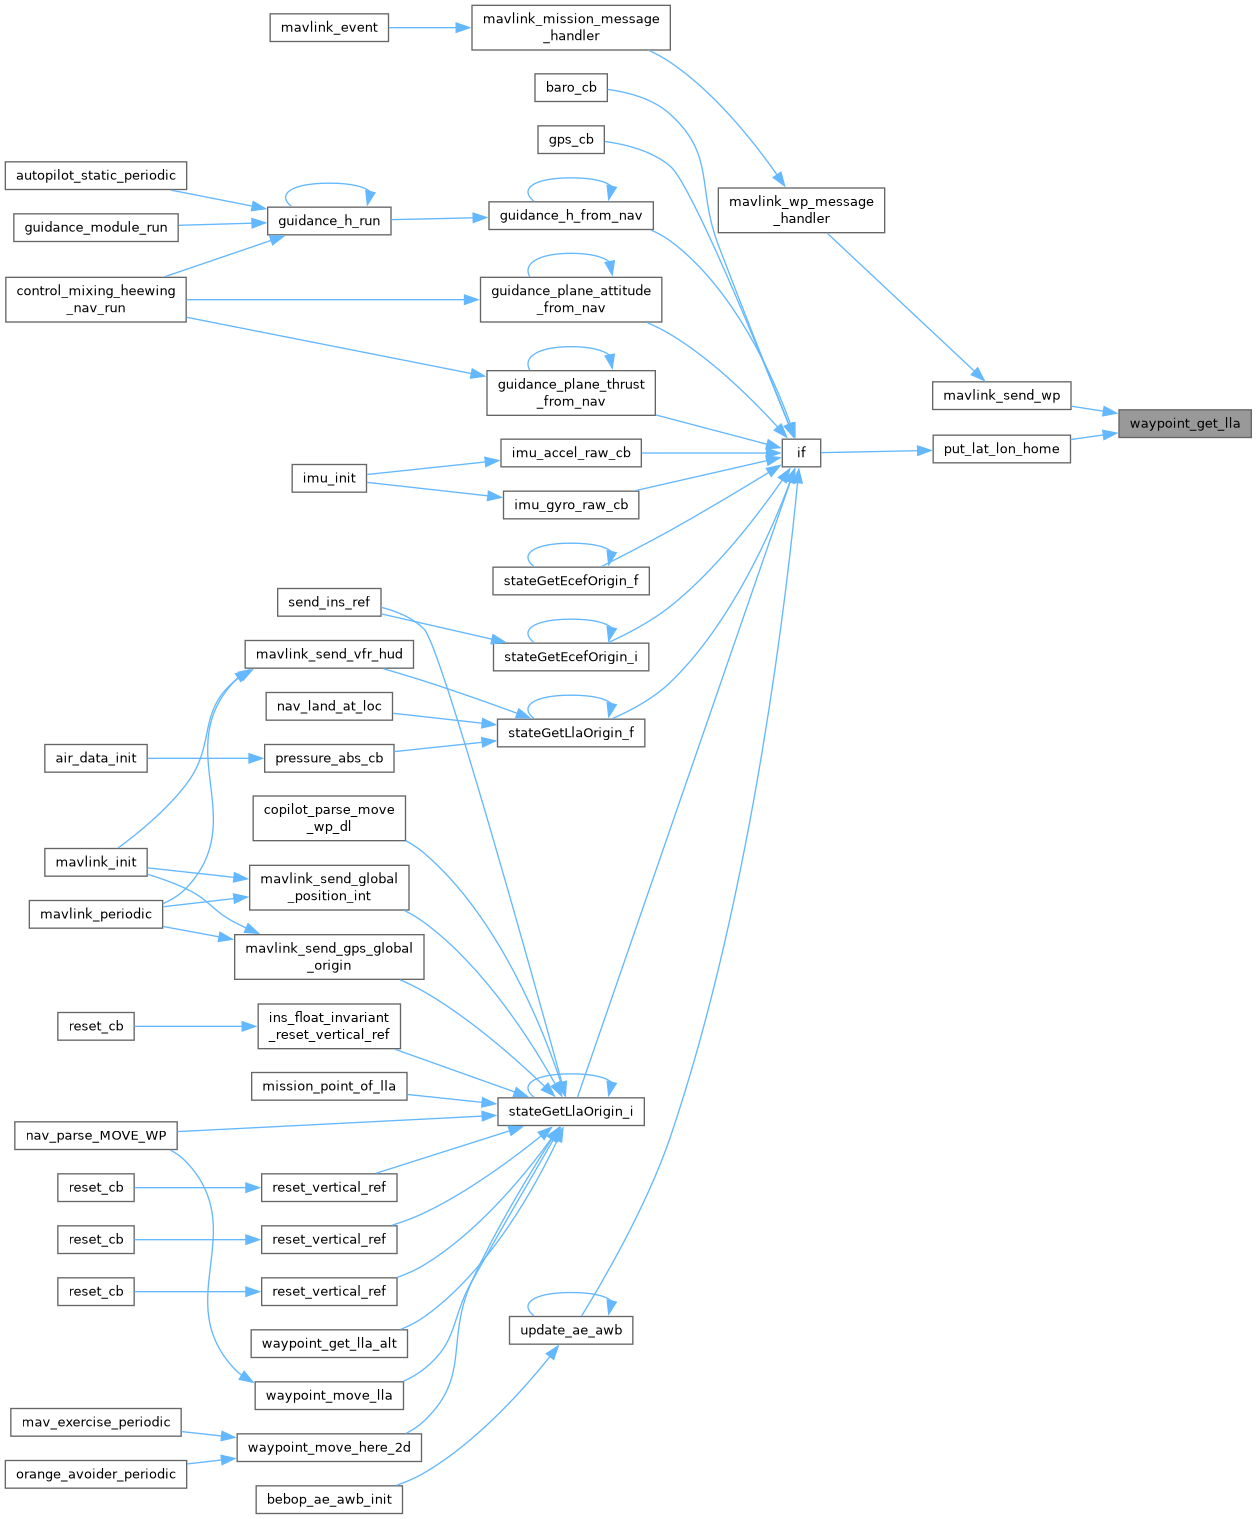 mavlink_event
mavlink_mission_message
_handler
baro_cb
gps_cb
autopilot_static_periodic
guidance_module_run
control_mixing_heewing
_nav_run
guidance_h_run
guidance_h_from_nav
guidance_plane_attitude
_from_nav
guidance_plane_thrust
_from_nav
mavlink_wp_message
_handler
mavlink_send_wp
waypoint_get_lla
put_lat_lon_home
if
imu_accel_raw_cb
imu_init
imu_gyro_raw_cb
stateGetEcefOrigin_f
send_ins_ref
stateGetEcefOrigin_i
mavlink_send_vfr_hud
nav_land_at_loc
stateGetLlaOrigin_f
air_data_init
pressure_abs_cb
copilot_parse_move
_wp_dl
mavlink_init
mavlink_send_global
_position_int
mavlink_periodic
mavlink_send_gps_global
_origin
reset_cb
ins_float_invariant
_reset_vertical_ref
mission_point_of_lla
stateGetLlaOrigin_i
nav_parse_MOVE_WP
reset_cb
reset_vertical_ref
reset_cb
reset_vertical_ref
reset_cb
reset_vertical_ref
waypoint_get_lla_alt
update_ae_awb
waypoint_move_lla
mav_exercise_periodic
waypoint_move_here_2d
orange_avoider_periodic
bebop_ae_awb_init